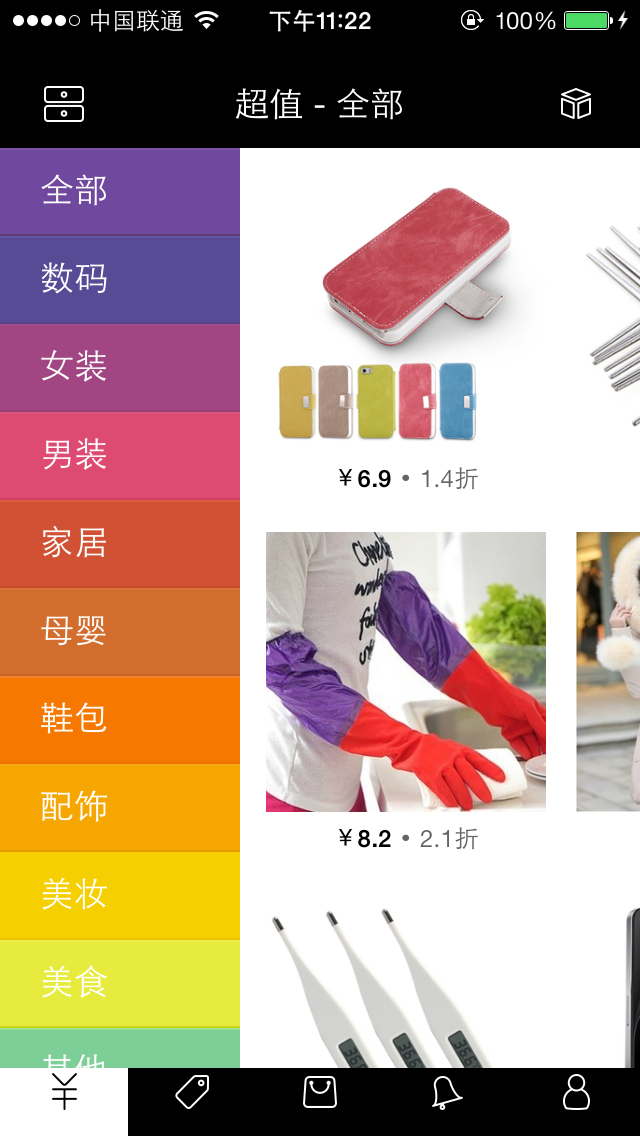 中国联通 下午11:22 100%
超值 - 全部
全部
数码
女装
男装
家居
母婴
鞋包
配饰
美妆
美食
其他
¥6.9 • 1.4折
¥8.2 • 2.1折